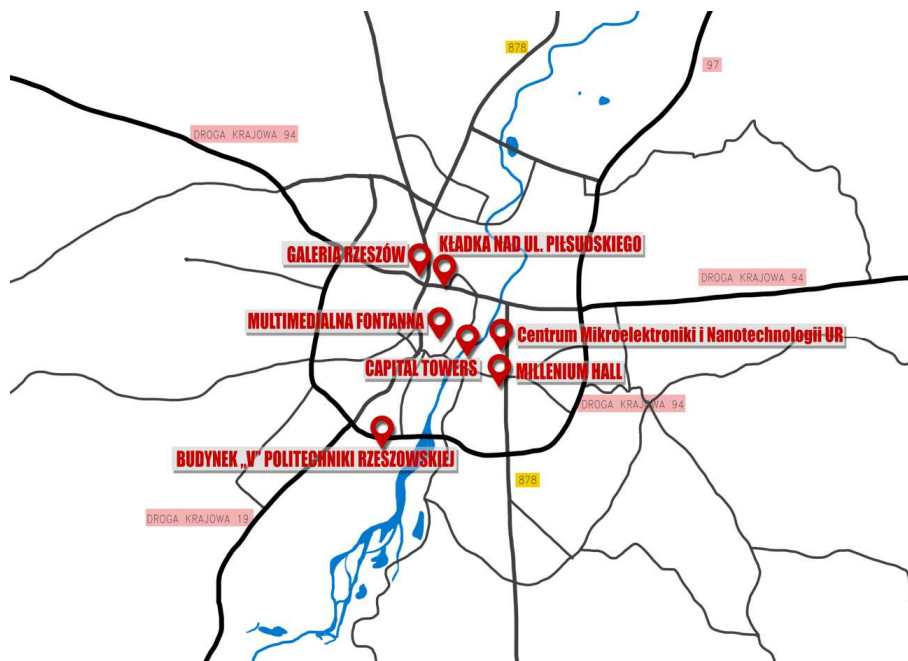 878
97
DROGA KRAJOWA 94
KŁADKA NAD UL. PIŁSUDSKIEGO
GALERIA RZESZÓW
DROGA KRAJOWA 94
MULTIMEDIALNA FONTANNA
Centrum Mikroelektroniki i Nanotechnologii UR
CAPITAL TOWERS
MILLENIUM HALL
DROGA KRAJOWA 94
BUDYNEK „V" POLITECHNIKI RZESZOWSKIEJ
878
DROGA KRAJOWA 19